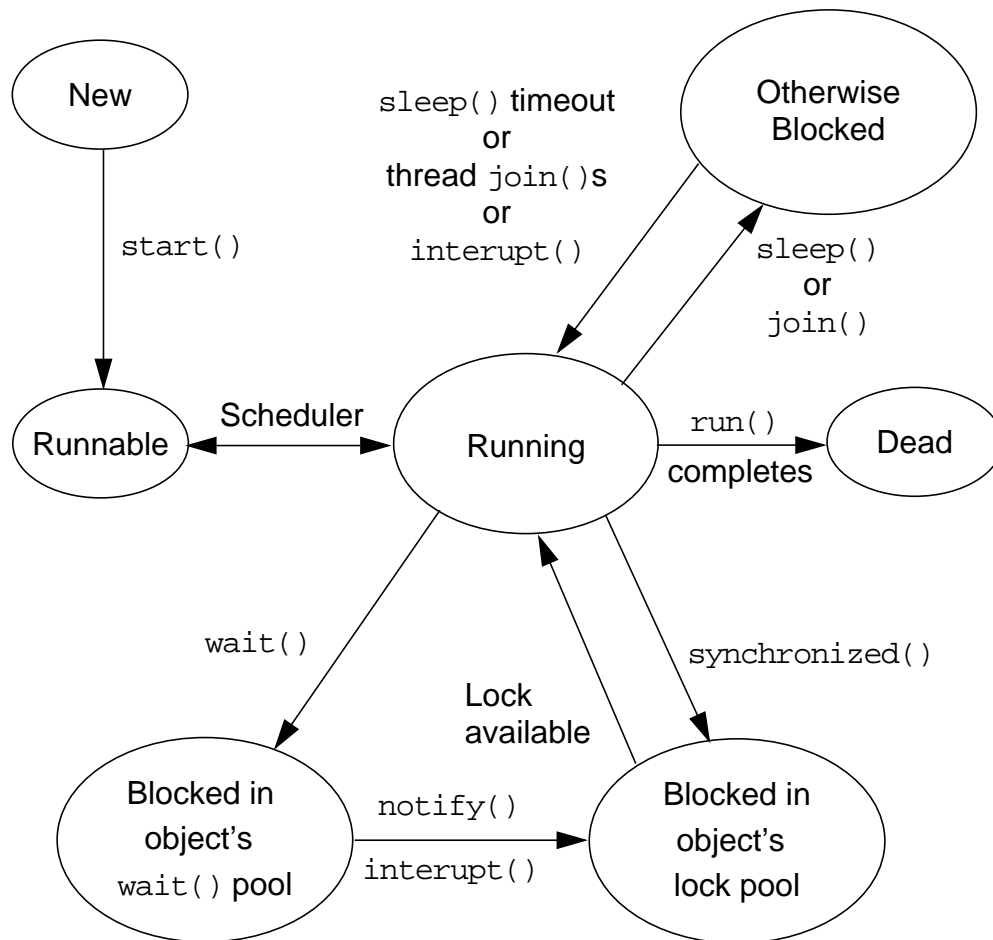 New
Otherwise
Blocked
sleep() timeout
or
thread join()s
or
interupt()
start()
sleep()
or
join()
Runnable
Scheduler
Running
run()
completes
Dead
wait()
synchronized()
Lock
available
Blocked in
object's
wait() pool
notify()
interupt()
Blocked in
object's
lock pool